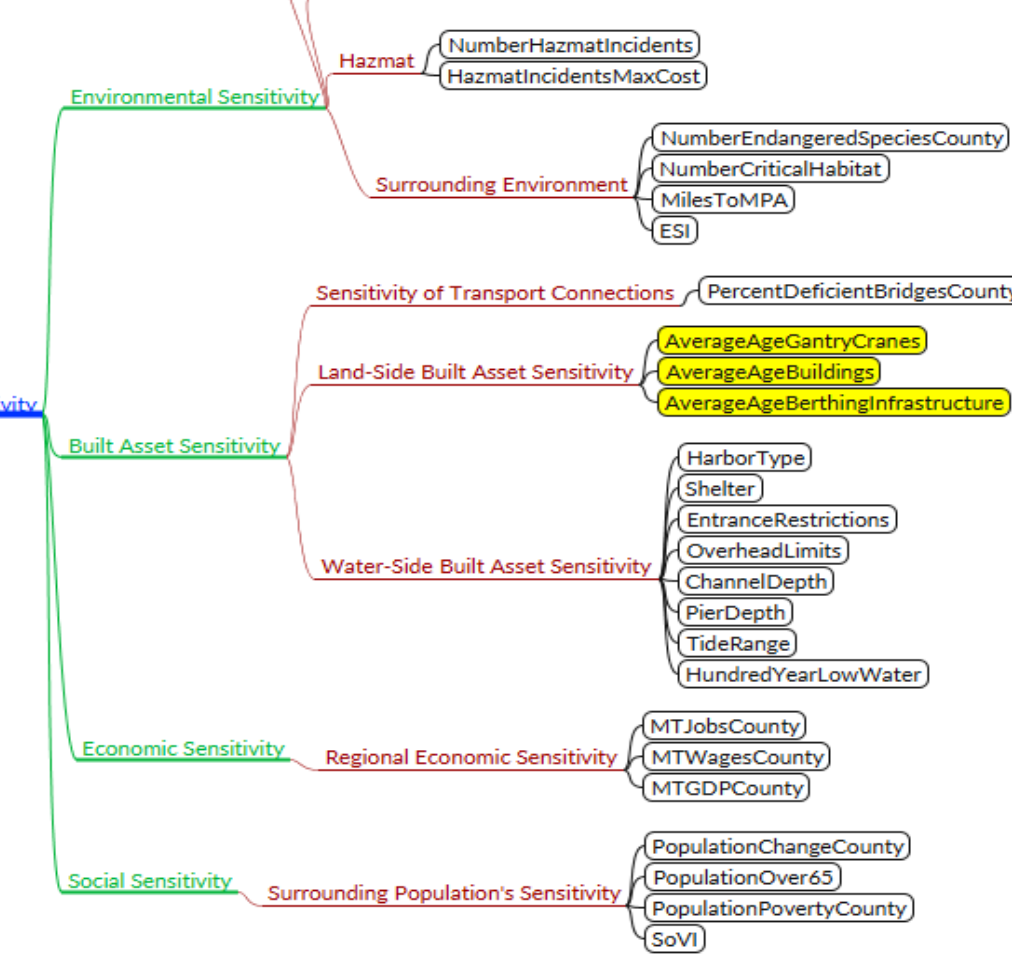 Hazmat
NumberHazmatIncidents
HazmatIncidentsMaxCost
Environmental Sensitivity
Surrounding Environment
NumberEndangeredSpeciesCounty
NumberCriticalHabitat
MilesToMPA
ESI
Sensitivity of Transport Connections
PercentDeficientBridgesCounty
Land-Side Built Asset Sensitivity
AverageAgeGantryCranes
AverageAgeBuildings
AverageAgeBerthingInfrastructure
vity
Built Asset Sensitivity
Water-Side Built Asset Sensitivity
HarborType
Shelter
EntranceRestrictions
OverheadLimits
ChannelDepth
PierDepth
TideRange
HundredYearLowWater
Economic Sensitivity
Regional Economic Sensitivity
MTJobsCounty
MTWagesCounty
MTGDPCounty
Social Sensitivity
Surrounding Population's Sensitivity
PopulationChangeCounty
PopulationOver65
PopulationPovertyCounty
SoVI